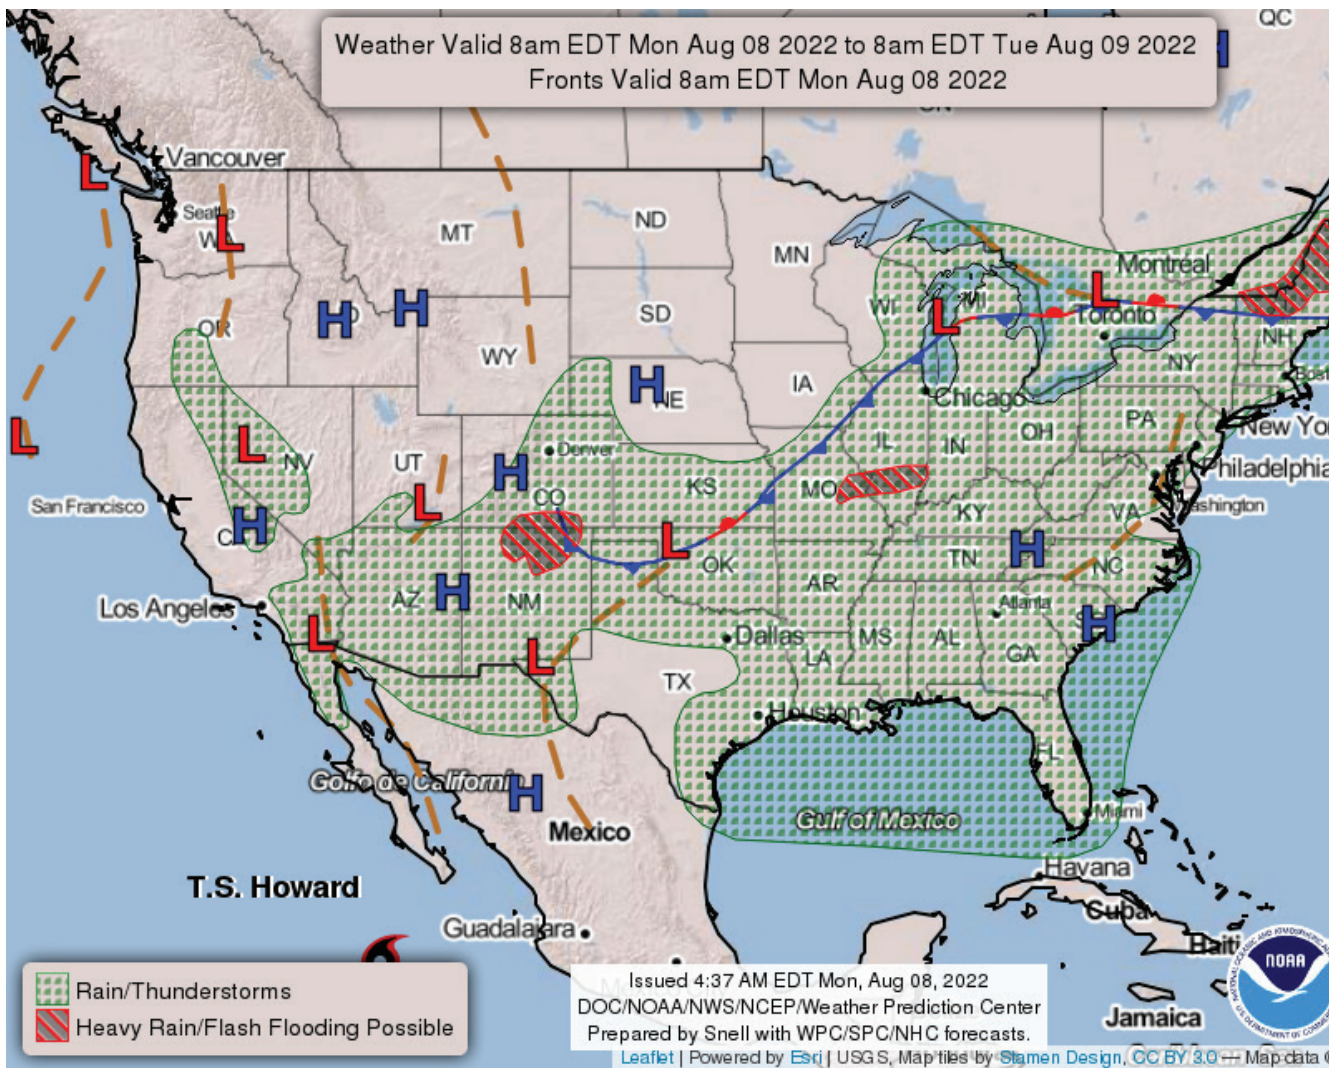 QC
Weather Valid 8am EDT Mon Aug 08 2022 to 8am EDT Tue Aug 09 2022
Fronts Valid 8am EDT Mon Aug 08 2022
H
ON
Vancouver
L
Seattle
WA
L
MT
ND
MN
Montréal
OR
H
H
WY
SD
WI
MI
L
L
Toronto
NH
NY
Bost
H
NE
IA
Chicago
PA
New Yor
L
L
NV
UT
H
Denver
IL
IN
OH
Philadelphia
San Francisco
CO
KS
MO
Washington
L
H
KY
VA
L
OK
TN
H
NC
Los Angeles
AZ
H
NM
AR
Atlanta
H
L
L
Dallas
MS
AL
GA
LA
TX
Houston
FL
Golfo de California
H
Gulf of Mexico
Miami
Mexico
Havana
T.S. Howard
Cuba
Guadalajara
Haiti
NOAA
Rain/Thunderstorms
Heavy Rain/Flash Flooding Possible
Issued 4:37 AM EDT Mon, Aug 08, 2022
DOC/NOAA/NWS/NCEP/Weather Prediction Center
Prepared by Snell with WPC/SPC/NHC forecasts.
Jamaica
Leaflet | Powered by Esri | USGS, Map tiles by Stamen Design, CC BY 3.0 — Map data ©